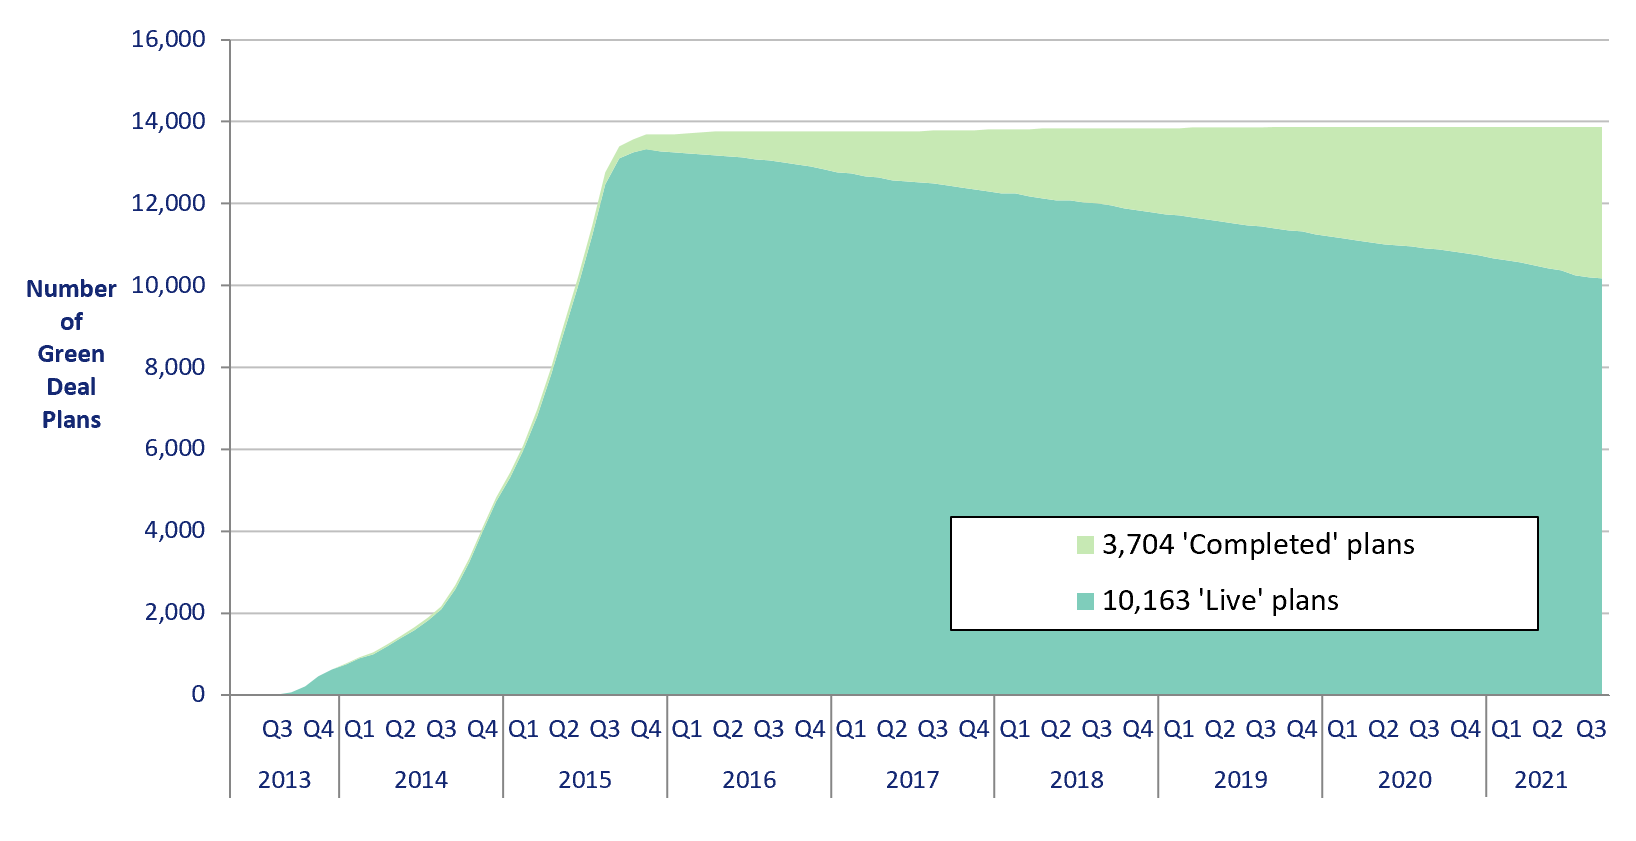 16,000
14,000
12,000
10,000
8,000
6,000
4,000
2,000
0
Number
of
Green
Deal
Plans
3,704 'Completed' plans
10,163 'Live' plans
Q3 Q4 Q1 Q2 Q3 Q4 Q1 Q2 Q3 Q4 Q1 Q2 Q3 Q4 Q1 Q2 Q3 Q4 Q1 Q2 Q3 Q4 Q1 Q2 Q3 Q4 Q1 Q2 Q3 Q4 Q1 Q2 Q3
2013 2014 2015 2016 2017 2018 2019 2020 2021